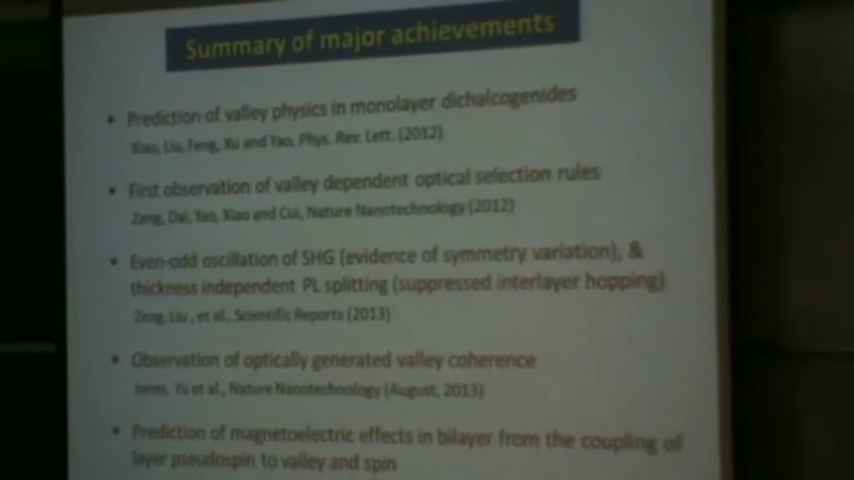 Summary of major achievements
• Prediction of valley physics in monolayer dichalcogenides
Xiao, Liu, Feng, Xu and Yao, Phys. Rev. Lett. (2012)
• First observation of valley dependent optical selection rules
Zeng, Dai, Yao, Xiao and Cui, Nature Nanotechnology (2012)
• Even-odd oscillation of SHG (evidence of symmetry variation), &
thickness independent PL splitting (suppressed interlayer hopping)
Zeng, Liu , et al., Scientific Reports (2013)
• Observation of optically generated valley coherence
Jones, Yu et al., Nature Nanotechnology (August, 2013)
• Prediction of magnetoelectric effects in bilayer from the coupling of
layer pseudospin to valley and spin